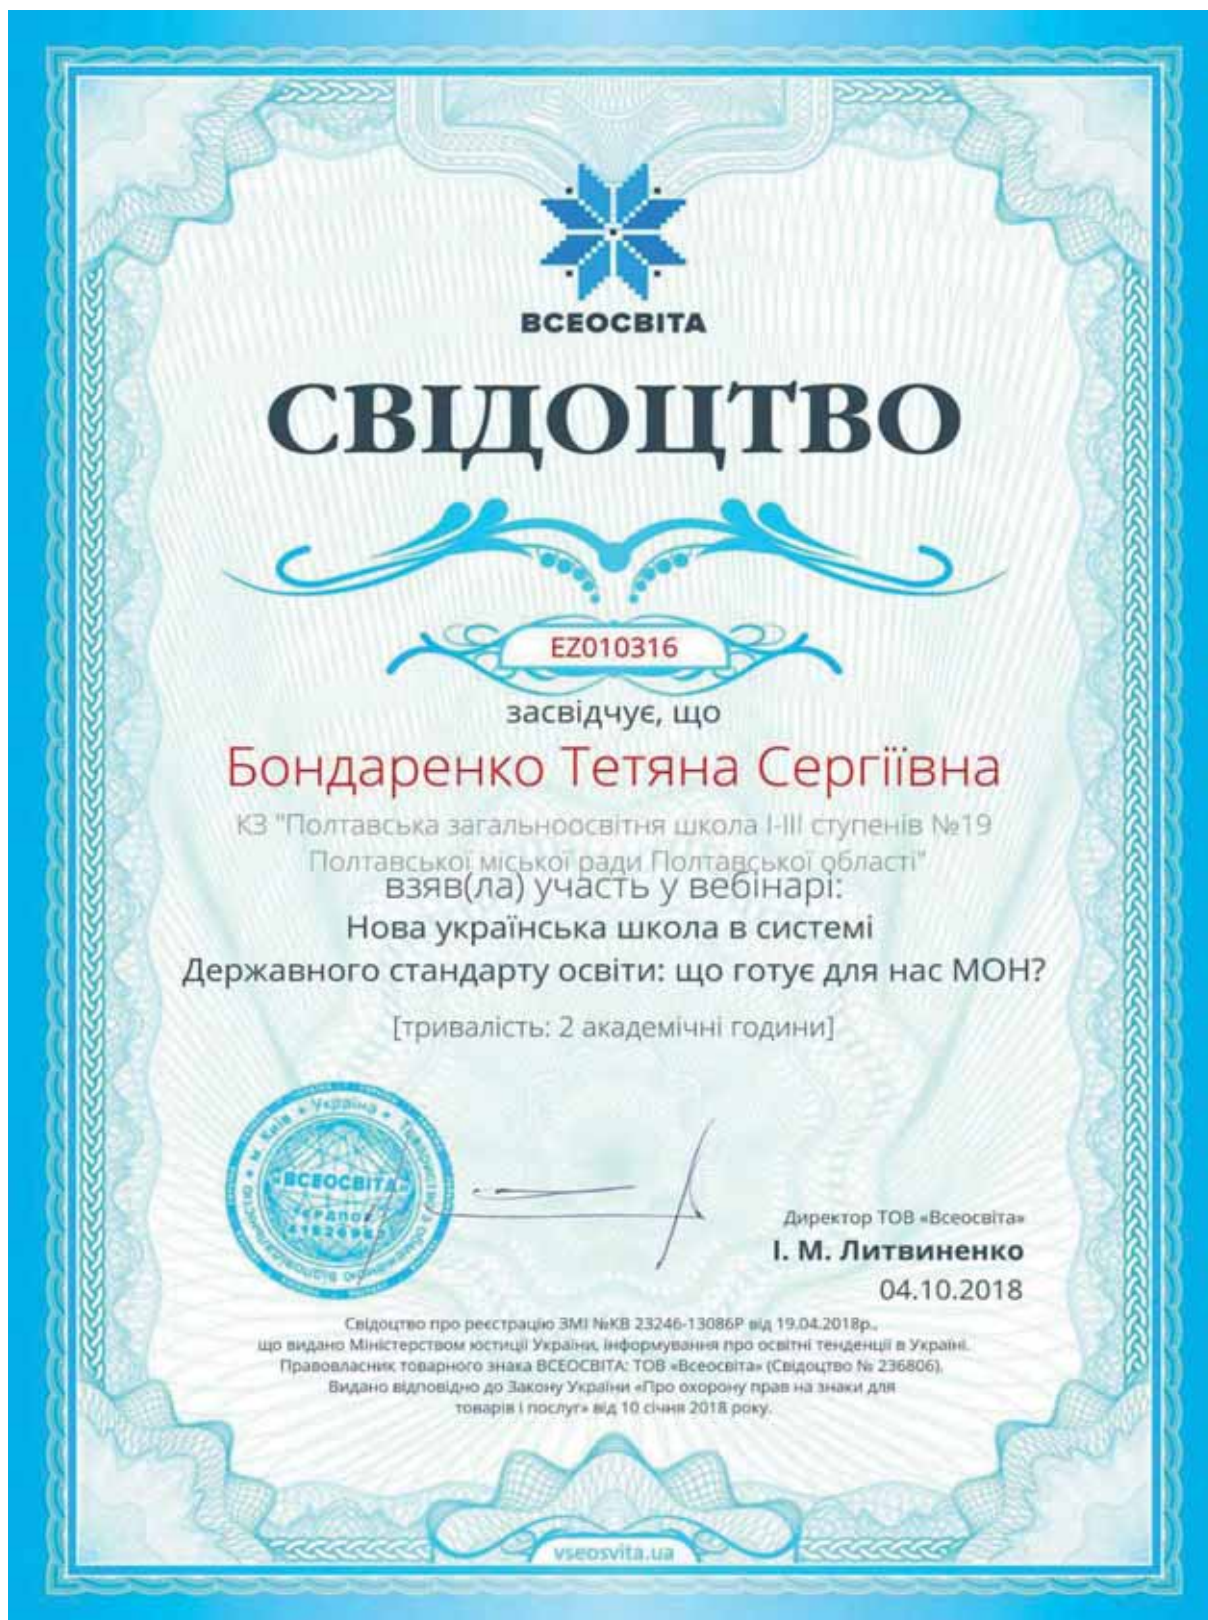 ВСЕОСВІТА
СВІДОЦТВО
EZ010316
засвідчує, що
Бондаренко Тетяна Сергіївна
КЗ "Полтавська загальноосвітня школа І-ІІІ ступенів №19
Полтавської міської ради Полтавської області"
взяв(ла) участь у вебінарі:
Нова українська школа в системі
Державного стандарту освіти: що готує для нас МОН?
[тривалість: 2 академічні години]
м. Київ • Україна •
ВСЕОСВІТА
Директор ТОВ «Всеосвіта»
І. М. Литвиненко
04.10.2018
Свідоцтво про реєстрацію ЗМІ №КВ 23246-13086Р від 19.04.2018р.,
що видано Міністерством юстиції України, інформування про освітні тенденції в Україні.
Правовласник товарного знака ВСЕОСВІТА: ТОВ «Всеосвіта» (Свідоцтво № 236806).
Видано відповідно до Закону України «Про охорону прав на знаки для
товарів і послуг» від 10 січня 2018 року.
vseosvita.ua